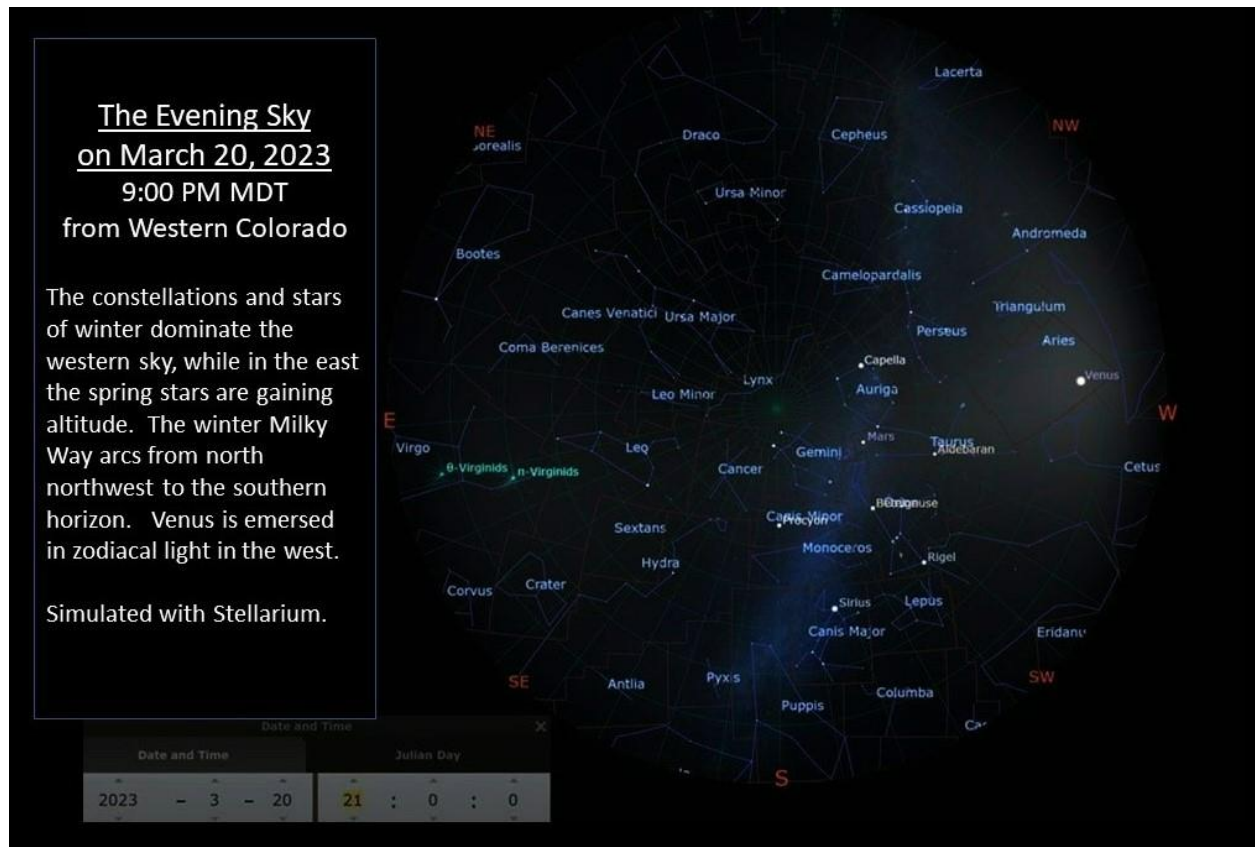 The Evening Sky
on March 20, 2023
9:00 PM MDT
from Western Colorado
The constellations and stars
of winter dominate the
western sky, while in the east
the spring stars are gaining
altitude. The winter Milky
Way arcs from north
northwest to the southern
horizon. Venus is emersed
in zodiacal light in the west.
Simulated with Stellarium.
Lacerta
NE
orealis
Draco
Cepheus
NW
Ursa Minor
Cassiopeia
Andromeda
Bootes
Camelopardalis
Canes Venatici
Ursa Major
Triangulum
Perseus
Aries
Coma Berenices
Capella
Venus
Lynx
Auriga
Leo Minor
E
W
Mars
Virgo
Leo
Gemini
Taurus
Aldebaran
Cancer
Cetus
θ-Virginids
η-Virginids
Betelgeuse
Orion
Canis Minor
Procyon
Sextans
Monoceros
Rigel
Hydra
Corvus
Crater
Sirius
Lepus
Canis Major
Eridanu
SE
Antlia
Pyxis
SW
Puppis
Columba
Ca
S
Date and Time
Date and Time
Julian Day
2023 - 3 - 20
21 : 0 : 0